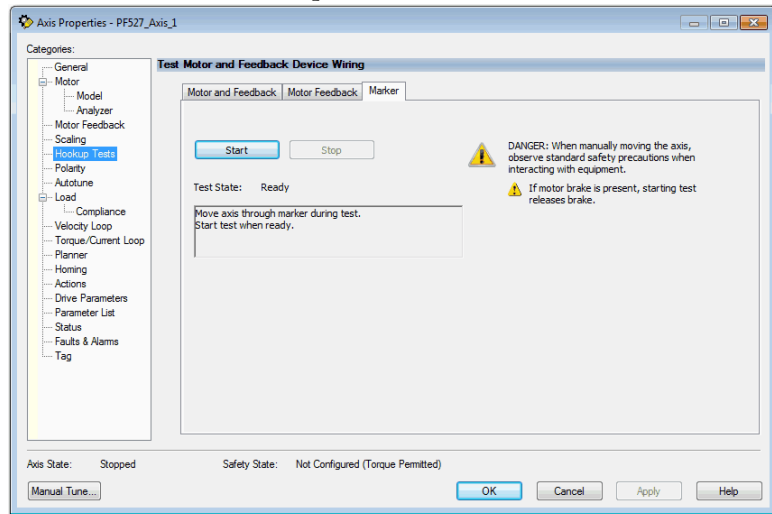 Axis Properties - PF527_Axis_1
Categories:
General
Motor
Model
Analyzer
Motor Feedback
Scaling
Hookup Tests
Polarity
Autotune
Load
Compliance
Velocity Loop
Torque/Current Loop
Planner
Homing
Actions
Drive Parameters
Parameter List
Status
Faults & Alarms
Tag
Test Motor and Feedback Device Wiring
Motor and Feedback Motor Feedback Marker
Start Stop
DANGER: When manually moving the axis,
observe standard safety precautions when
interacting with equipment.
If motor brake is present, starting test
releases brake.
Test State: Ready
Move axis through marker during test.
Start test when ready.
Axis State: Stopped Safety State: Not Configured (Torque Permitted)
Manual Tune... OK Cancel Apply Help